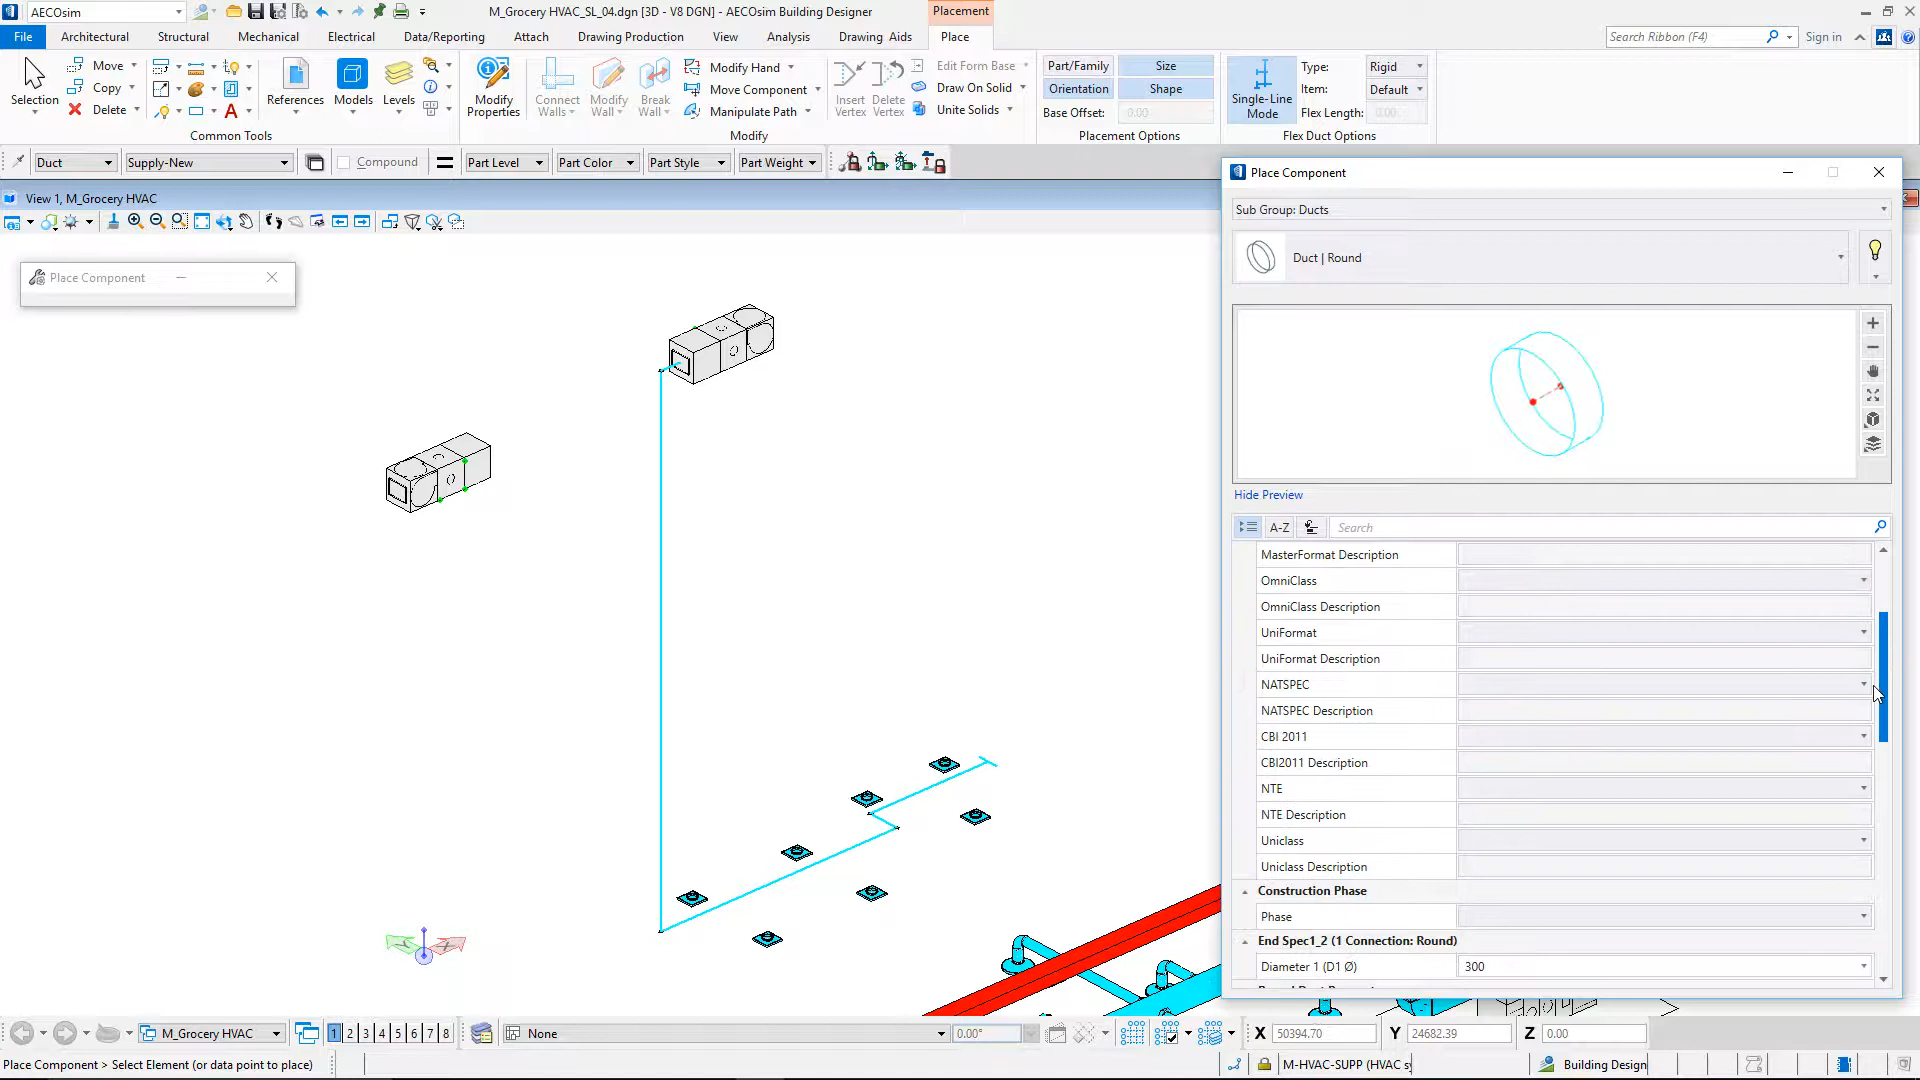 AECOsim
M_Grocery HVAC_SL_04.dgn [3D - V8 DGN] - AECOsim Building Designer
Placement
File Architectural Structural Mechanical Electrical Data/Reporting Attach Drawing Production View Analysis Drawing Aids Place
Search Ribbon (F4)
Sign in
Selection
Move
Copy
Delete
Common Tools
References
Models
Levels
Modify Properties
Connect Walls
Modify Walls
Break Wall
Modify Hand
Move Component
Manipulate Path
Modify
Insert Vertex
Delete Vertex
Edit Form Base
Draw On Solid
Unite Solids
Part/Family Size
Orientation Shape
Base Offset: 0.00
Placement Options
Single-Line Mode
Type: Rigid
Item: Default
Flex Length: 0.00
Flex Duct Options
Duct Supply-New Compound Part Level Part Color Part Style Part Weight
View 1, M_Grocery HVAC
Place Component
Place Component
Sub Group: Ducts
Duct | Round
Hide Preview
A-Z Search
MasterFormat Description
OmniClass
OmniClass Description
UniFormat
UniFormat Description
NATSPEC
NATSPEC Description
CBI 2011
CBI2011 Description
NTE
NTE Description
Uniclass
Uniclass Description
Construction Phase
Phase
End Spec1_2 (1 Connection: Round)
Diameter 1 (D1 Ø) 300
M_Grocery HVAC 1 2 3 4 5 6 7 8 None 0.00° X 50394.70 Y 24682.39 Z 0.00
Place Component > Select Element (or data point to place)
M-HVAC-SUPP (HVAC sy
Building Design